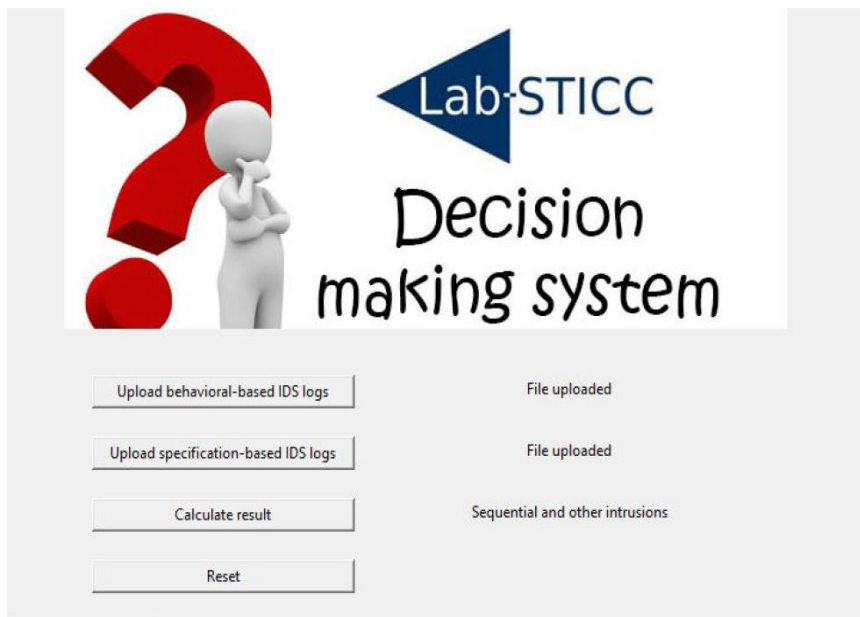 Lab-STICC
Decision
making system
Upload behavioral-based IDS logs
File uploaded
Upload specification-based IDS logs
File uploaded
Calculate result
Sequential and other intrusions
Reset